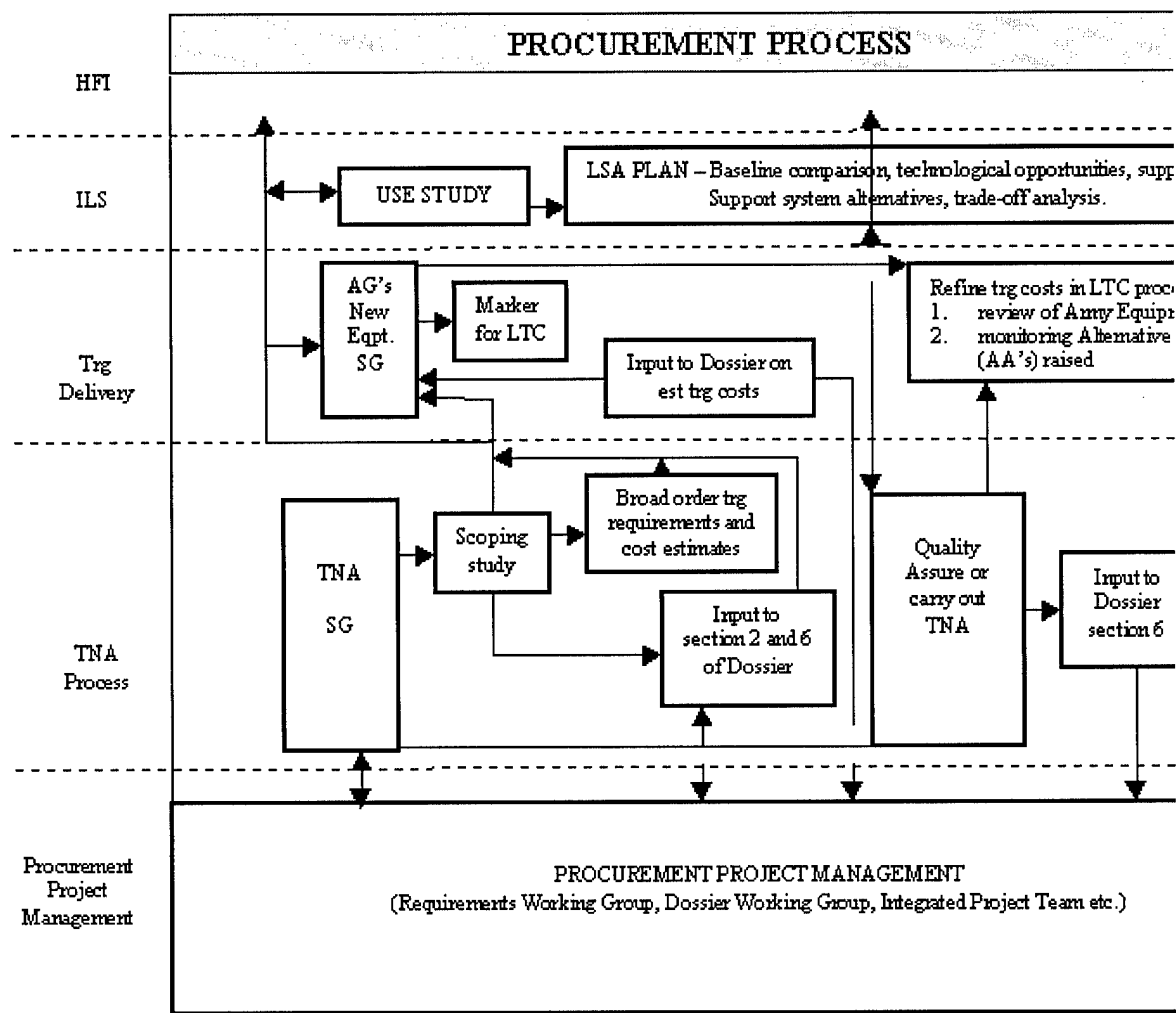 PROCUREMENT PROCESS
HFI
ILS
USE STUDY
LSA PLAN – Baseline comparison, technological opportunities, supp
Support system alternatives, trade-off analysis.
Trg
Delivery
AG's
New
Eqpt.
SG
Marker
for LTC
Input to Dossier on
est trg costs
Refine trg costs in LTC proc
1. review of Army Equip
2. monitoring Alternative
(AA's) raised
TNA
Process
TNA
SG
Scoping
study
Broad order trg
requirements and
cost estimates
Input to
section 2 and 6
of Dossier
Quality
Assure or
carry out
TNA
Input to
Dossier
section 6
Procurement
Project
Management
PROCUREMENT PROJECT MANAGEMENT
(Requirements Working Group, Dossier Working Group, Integrated Project Team etc.)